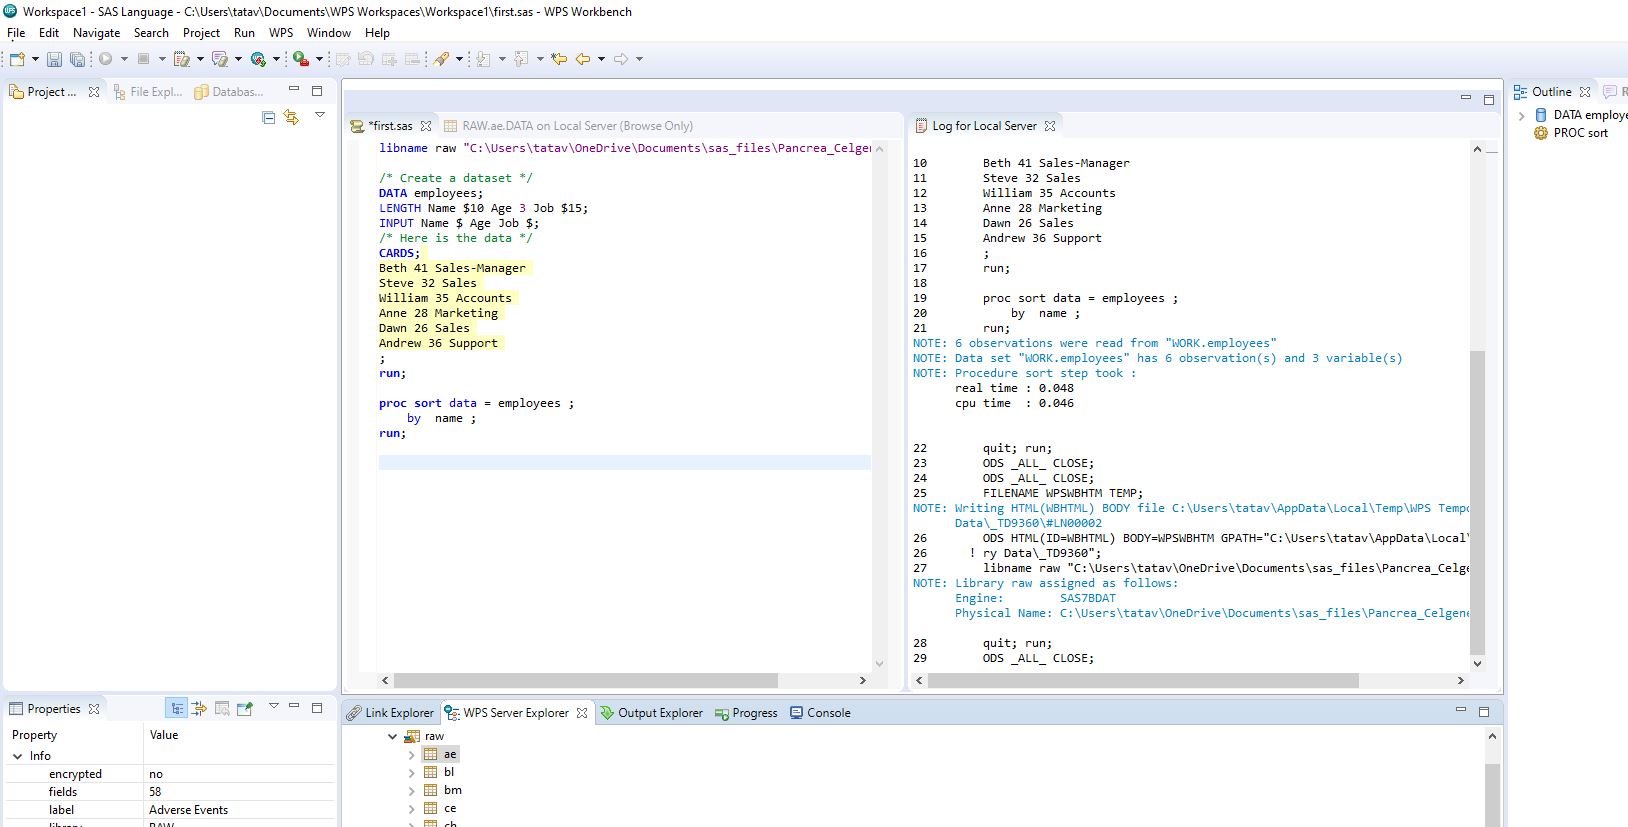 Workspace1 - SAS Language - C:\Users\tatav\Documents\WPS Workspaces\Workspace1\first.sas - WPS Workbench
File Edit Navigate Search Project Run WPS Window Help
Project ... File Expl... Databas...
*first.sas RAW.ae.DATA on Local Server (Browse Only)
libname raw "C:\Users\tatav\OneDrive\Documents\sas_files\Pancrea_Celger
/* Create a dataset */
DATA employees;
LENGTH Name $10 Age 3 Job $15;
INPUT Name $ Age Job $;
/* Here is the data */
CARDS;
Beth 41 Sales-Manager
Steve 32 Sales
William 35 Accounts
Anne 28 Marketing
Dawn 26 Sales
Andrew 36 Support
;
run;
proc sort data = employees ;
by name ;
run;
Log for Local Server
10 Beth 41 Sales-Manager
11 Steve 32 Sales
12 William 35 Accounts
13 Anne 28 Marketing
14 Dawn 26 Sales
15 Andrew 36 Support
16 ;
17 run;
18
19 proc sort data = employees ;
20 by name ;
21 run;
NOTE: 6 observations were read from "WORK.employees"
NOTE: Data set "WORK.employees" has 6 observation(s) and 3 variable(s)
NOTE: Procedure sort step took :
real time : 0.048
cpu time : 0.046
22 quit; run;
23 ODS _ALL_ CLOSE;
24 ODS _ALL_ CLOSE;
25 FILENAME WPSWBHTM TEMP;
NOTE: Writing HTML(WBHTML) BODY file C:\Users\tatav\AppData\Local\Temp\WPS Tempo
Data\_TD9360\#LN00002
26 ODS HTML(ID=WBHTML) BODY=WPSWBHTM GPATH="C:\Users\tatav\AppData\Local\
26 ! ry Data\_TD9360";
27 libname raw "C:\Users\tatav\OneDrive\Documents\sas_files\Pancrea_Celge
NOTE: Library raw assigned as follows:
Engine: SAS7BDAT
Physical Name: C:\Users\tatav\OneDrive\Documents\sas_files\Pancrea_Celgene
28 quit; run;
29 ODS _ALL_ CLOSE;
Outline R
DATA employe
PROC sort
Properties
Property Value
Info
encrypted no
fields 58
label Adverse Events
library RAW
Link Explorer WPS Server Explorer Output Explorer Progress Console
raw
ae
bl
bm
ce
ch